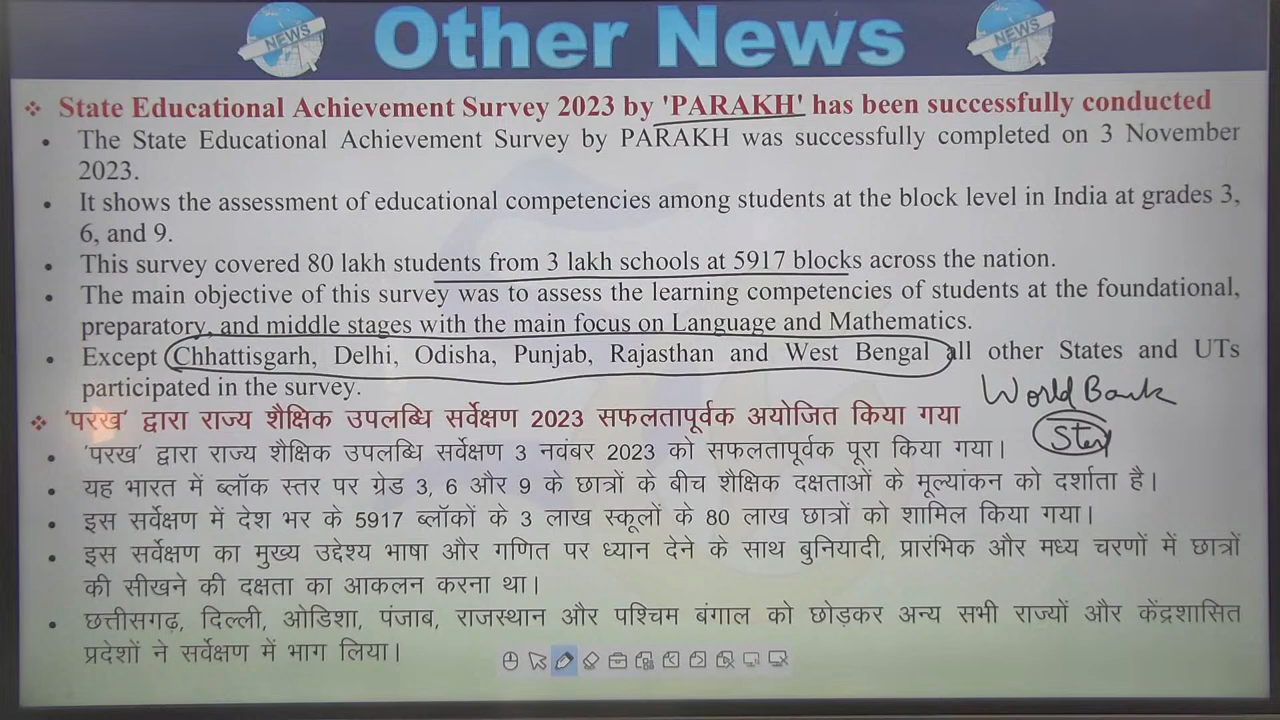 NEWS Other News NEWS
❖ State Educational Achievement Survey 2023 by 'PARAKH' has been successfully conducted
• The State Educational Achievement Survey by PARAKH was successfully completed on 3 November
2023.
• It shows the assessment of educational competencies among students at the block level in India at grades 3,
6, and 9.
• This survey covered 80 lakh students from 3 lakh schools at 5917 blocks across the nation.
• The main objective of this survey was to assess the learning competencies of students at the foundational,
preparatory, and middle stages with the main focus on Language and Mathematics.
• Except Chhattisgarh, Delhi, Odisha, Punjab, Rajasthan and West Bengal all other States and UTs
participated in the survey.
World Bank
❖ 'परख' द्वारा राज्य शैक्षिक उपलब्धि सर्वेक्षण 2023 सफलतापूर्वक अयोजित किया गया
• 'परख' द्वारा राज्य शैक्षिक उपलब्धि सर्वेक्षण 3 नवंबर 2023 को सफलतापूर्वक पूरा किया गया।
• यह भारत में ब्लॉक स्तर पर ग्रेड 3, 6 और 9 के छात्रों के बीच शैक्षिक दक्षताओं के मूल्यांकन को दर्शाता है।
• इस सर्वेक्षण में देश भर के 5917 ब्लॉकों के 3 लाख स्कूलों के 80 लाख छात्रों को शामिल किया गया।
• इस सर्वेक्षण का मुख्य उद्देश्य भाषा और गणित पर ध्यान देने के साथ बुनियादी, प्रारंभिक और मध्य चरणों में छात्रों
की सीखने की दक्षता का आकलन करना था।
• छत्तीसगढ़, दिल्ली, ओडिशा, पंजाब, राजस्थान और पश्चिम बंगाल को छोड़कर अन्य सभी राज्यों और केंद्रशासित
प्रदेशों ने सर्वेक्षण में भाग लिया।